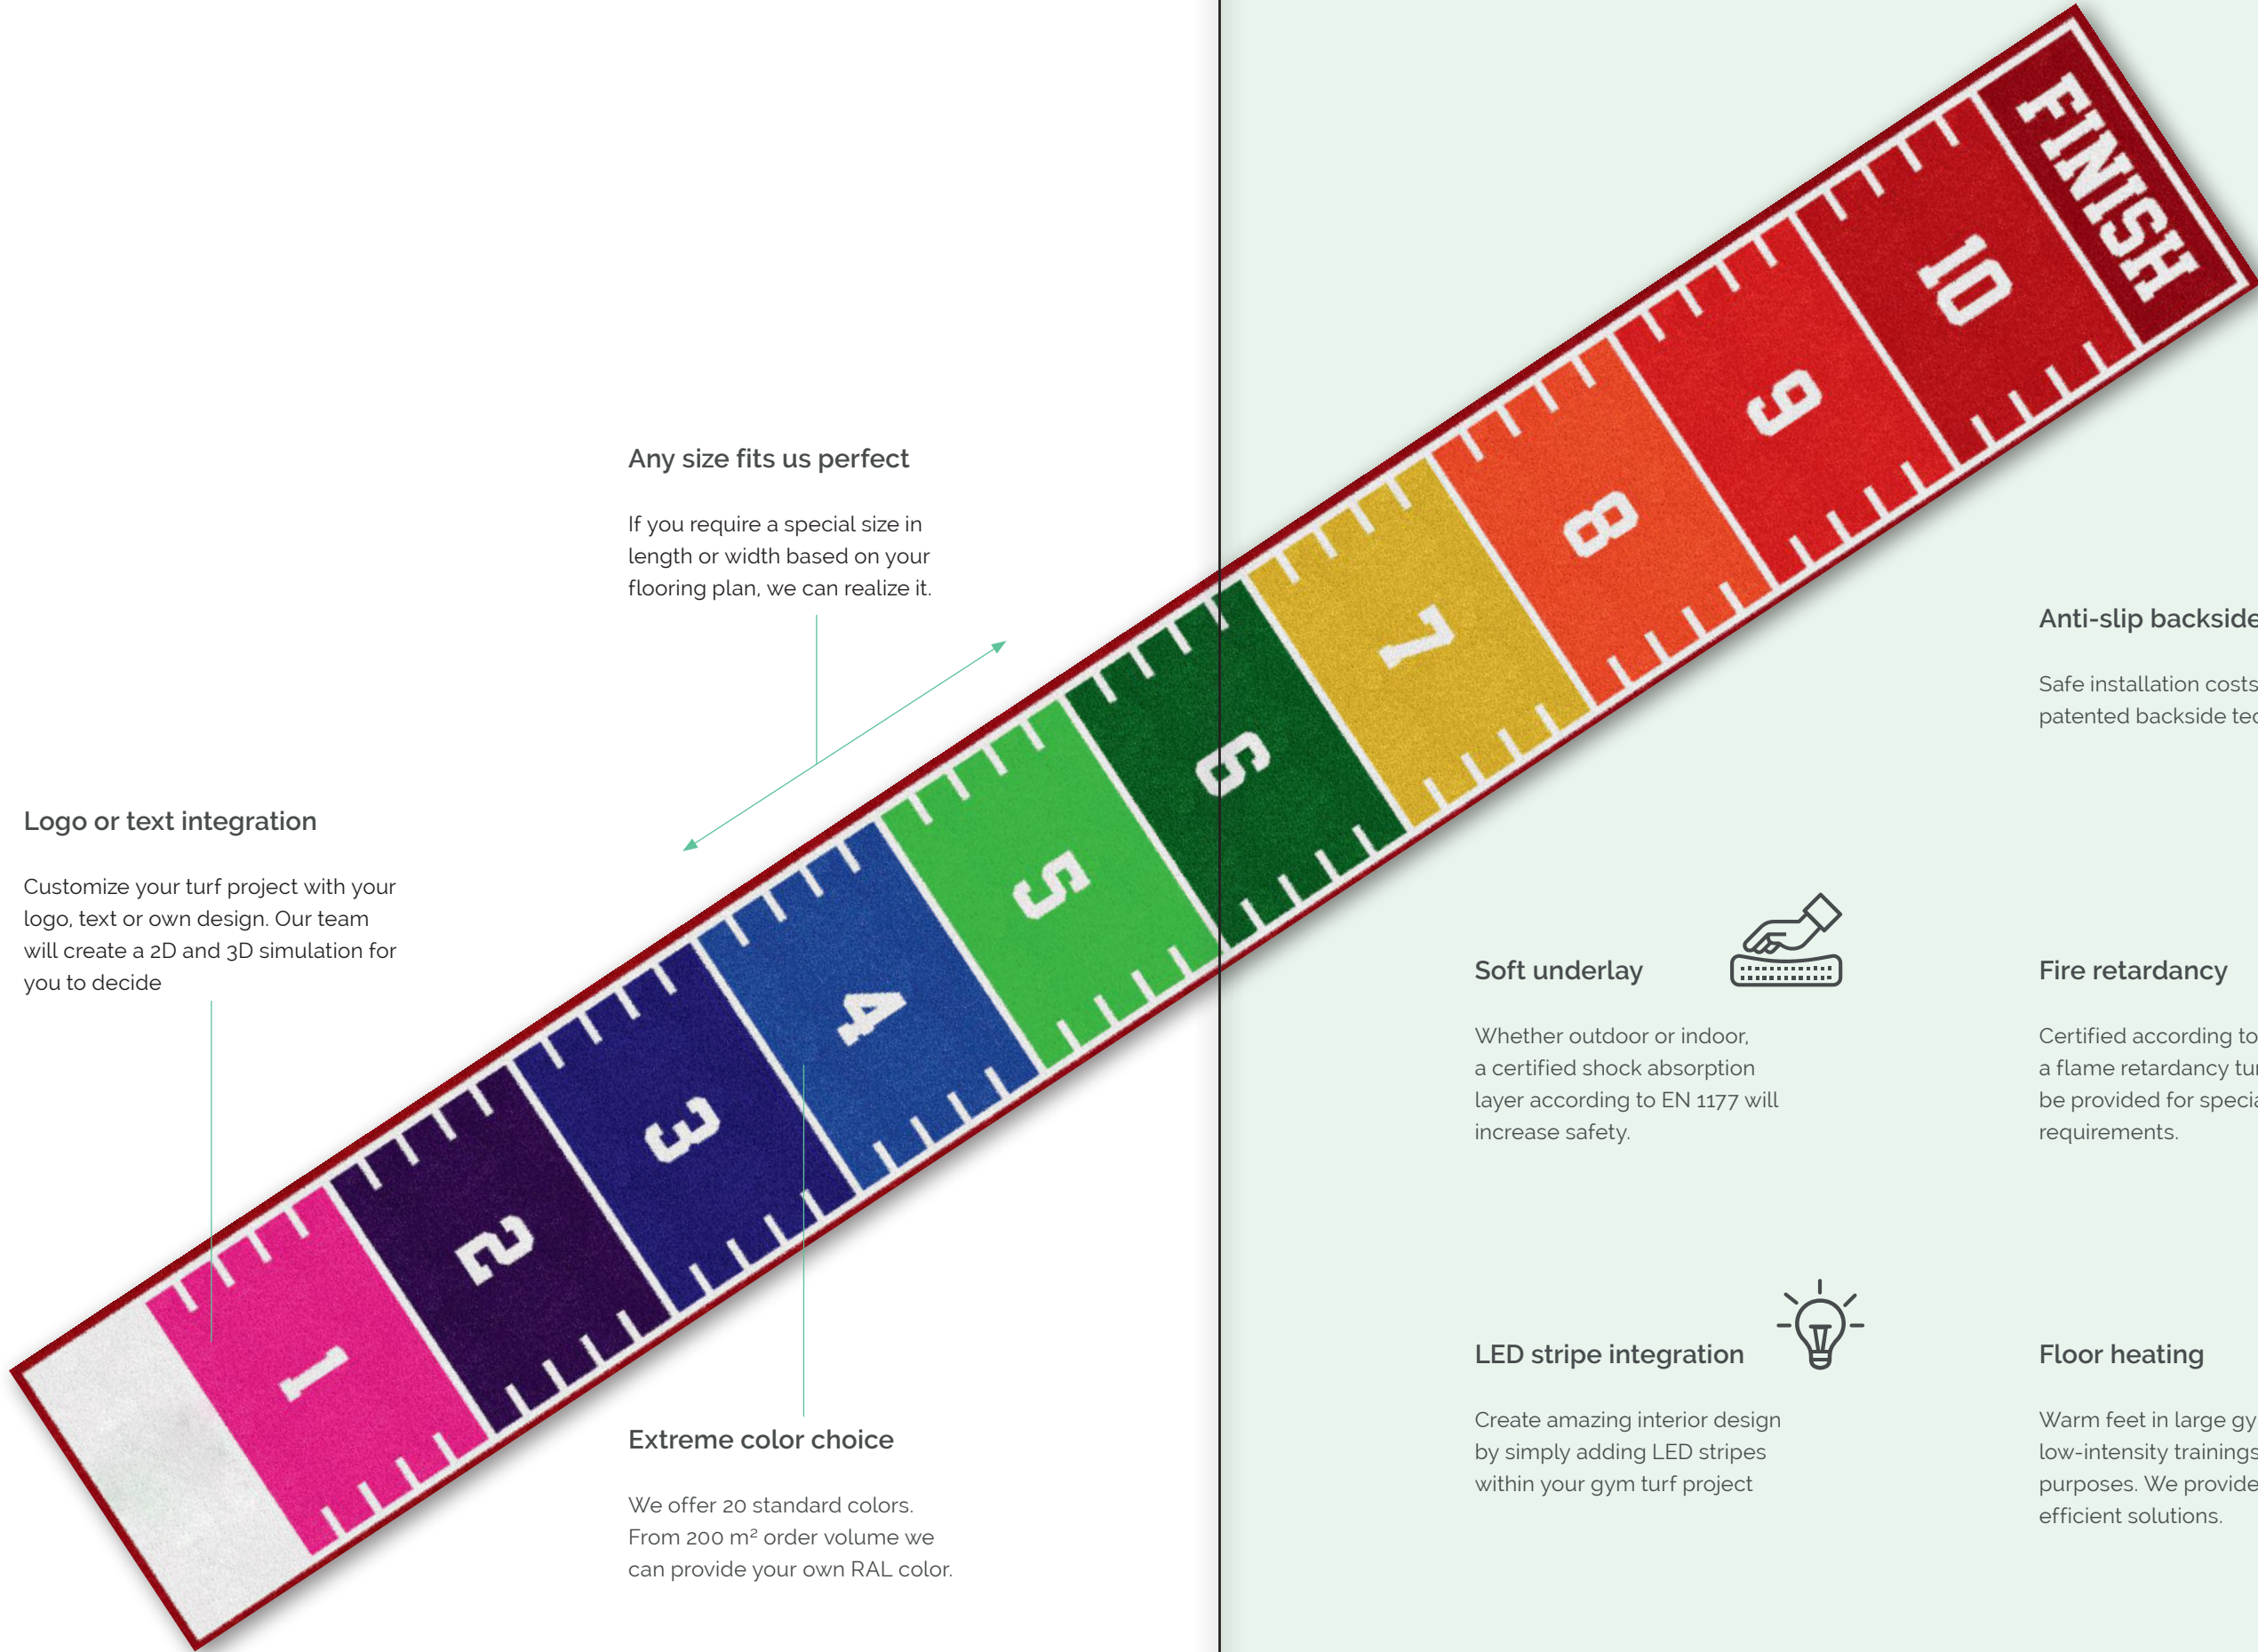 FINISH
10
9
8
7
6
5
4
3
2
1
Any size fits us perfect
If you require a special size in
length or width based on your
flooring plan, we can realize it.
Logo or text integration
Customize your turf project with your
logo, text or own design. Our team
will create a 2D and 3D simulation for
you to decide
Extreme color choice
We offer 20 standard colors.
From 200 m² order volume we
can provide your own RAL color.
Anti-slip backside
Safe installation costs
patented backside
Soft underlay
Whether outdoor or indoor,
a certified shock absorption
layer according to EN 1177 will
increase safety.
Fire retardancy
Certified according to
a flame retardancy
be provided for
requirements.
LED stripe integration
Create amazing interior design
by simply adding LED stripes
within your gym turf project
Floor heating
Warm feet in large
low-intensity trainings
purposes. We provide
efficient solutions.